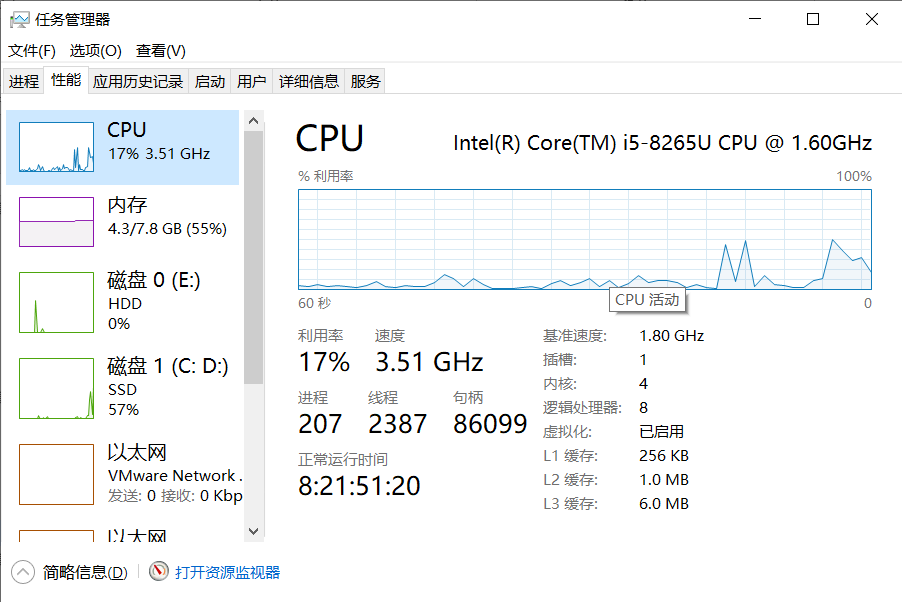 任务管理器
文件(F) 选项(O) 查看(V)
进程 性能 应用历史记录 启动 用户 详细信息 服务
CPU
17% 3.51 GHz
内存
4.3/7.8 GB (55%)
磁盘 0 (E:)
HDD
0%
磁盘 1 (C: D:)
SSD
57%
以太网
VMware Network .
发送: 0 接收: 0 Kbp
以太网
CPU
Intel(R) Core(TM) i5-8265U CPU @ 1.60GHz
% 利用率 100%
60 秒 0
CPU 活动
利用率 速度
17% 3.51 GHz
进程 线程 句柄
207 2387 86099
正常运行时间
8:21:51:20
基准速度: 1.80 GHz
插槽: 1
内核: 4
逻辑处理器: 8
虚拟化: 已启用
L1 缓存: 256 KB
L2 缓存: 1.0 MB
L3 缓存: 6.0 MB
简略信息(D) 打开资源监视器